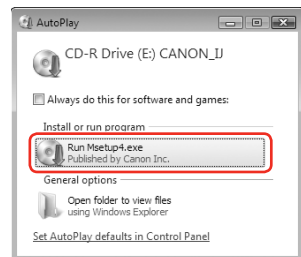 AutoPlay
CD-R Drive (E:) CANON_IJ
Always do this for software and games:
Install or run program
Run Msetup4.exe
Published by Canon Inc.
General options
Open folder to view files
using Windows Explorer
Set AutoPlay defaults in Control Panel